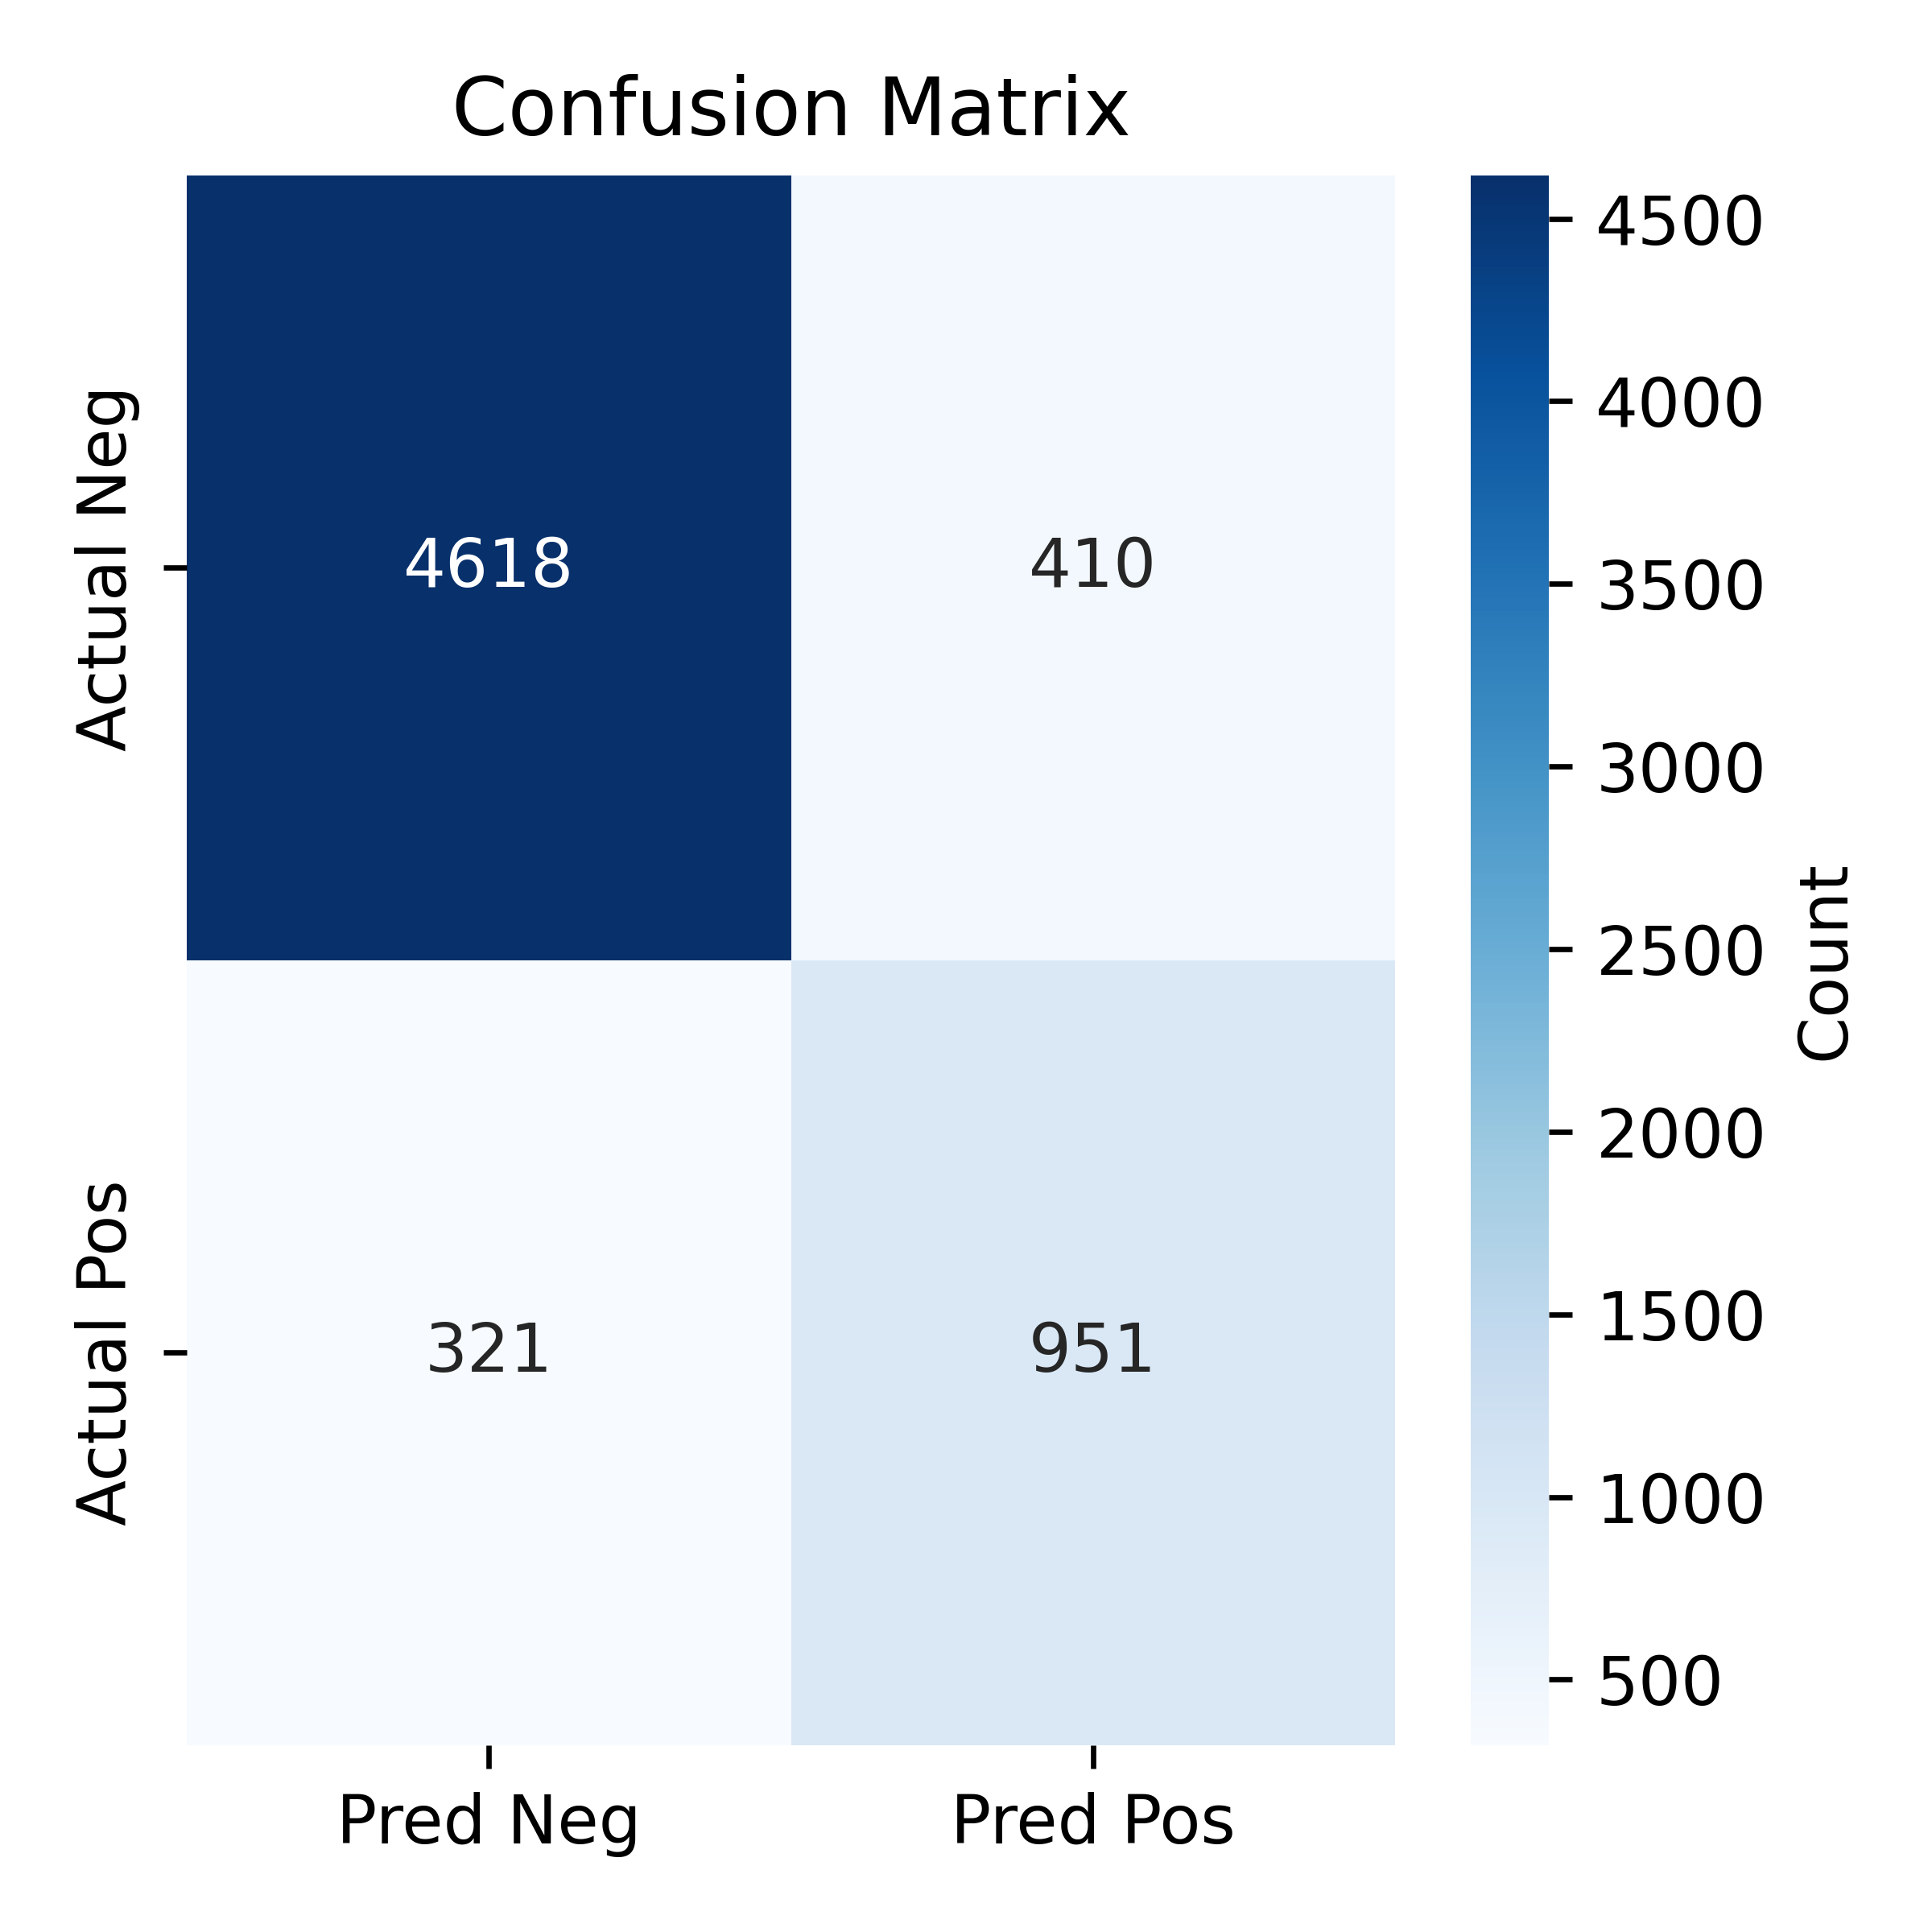 Confusion Matrix
Actual Neg
4618 410
Actual Pos
321 951
Pred Neg Pred Pos
4500
4000
3500
3000
2500
2000
1500
1000
500
Count